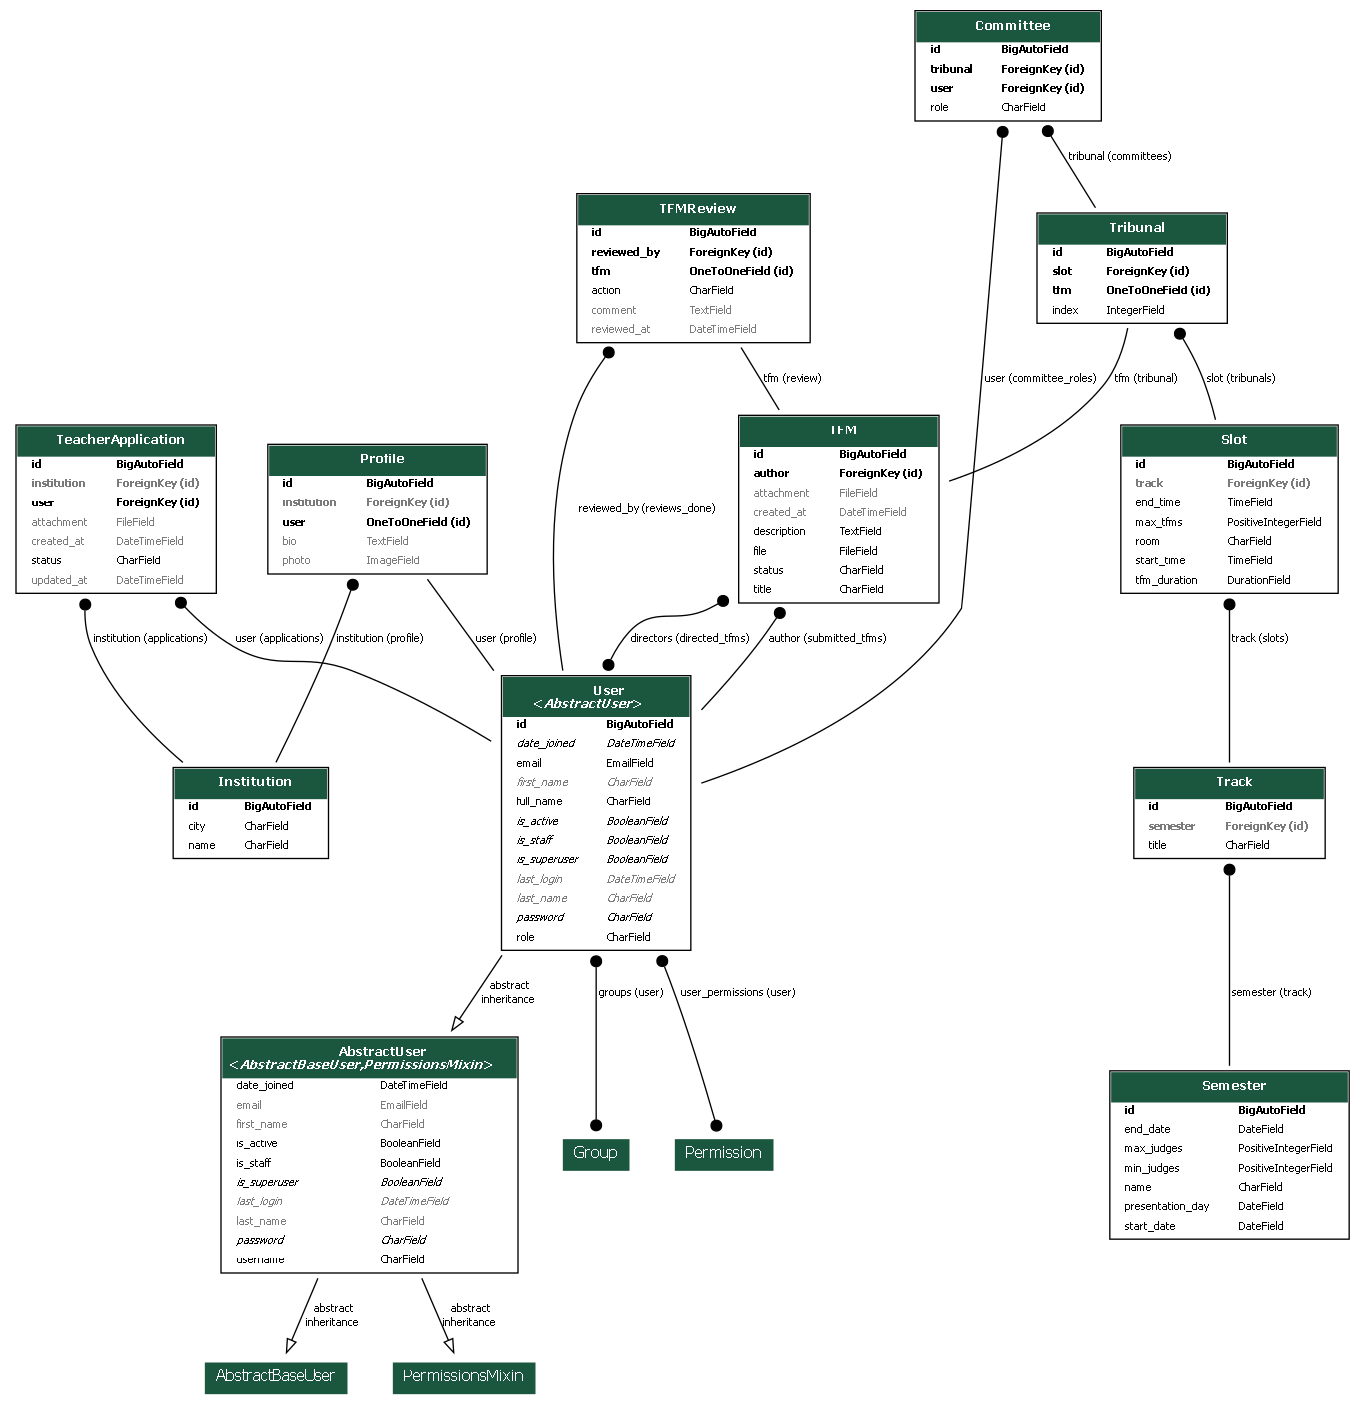 Committee
id BigAutoField
tribunal ForeignKey (id)
user ForeignKey (id)
role CharField
tribunal (committees)
TFMReview
id BigAutoField
reviewed_by ForeignKey (id)
tfm OneToOneField (id)
action CharField
comment TextField
reviewed_at DateTimeField
Tribunal
id BigAutoField
slot ForeignKey (id)
tfm OneToOneField (id)
index IntegerField
tfm (review)
user (committee_roles)
tfm (tribunal)
slot (tribunals)
TeacherApplication
id BigAutoField
institution ForeignKey (id)
user ForeignKey (id)
attachment FileField
created_at DateTimeField
status CharField
updated_at DateTimeField
Profile
id BigAutoField
institution ForeignKey (id)
user OneToOneField (id)
bio TextField
photo ImageField
reviewed_by (reviews_done)
TFM
id BigAutoField
author ForeignKey (id)
attachment FileField
created_at DateTimeField
description TextField
file FileField
status CharField
title CharField
Slot
id BigAutoField
track ForeignKey (id)
end_time TimeField
max_tfms PositiveIntegerField
room CharField
start_time TimeField
tfm_duration DurationField
institution (applications)
user (applications)
institution (profile)
user (profile)
directors (directed_tfms)
author (submitted_tfms)
track (slots)
User
<AbstractUser>
id BigAutoField
date_joined DateTimeField
email EmailField
first_name CharField
full_name CharField
is_active BooleanField
is_staff BooleanField
is_superuser BooleanField
last_login DateTimeField
last_name CharField
password CharField
role CharField
Institution
id BigAutoField
city CharField
name CharField
Track
id BigAutoField
semester ForeignKey (id)
title CharField
abstract
inheritance
groups (user)
user_permissions (user)
semester (track)
AbstractUser
<AbstractBaseUser,PermissionsMixin>
date_joined DateTimeField
email EmailField
first_name CharField
is_active BooleanField
is_staff BooleanField
is_superuser BooleanField
last_login DateTimeField
last_name CharField
password CharField
username CharField
Group
Permission
Semester
id BigAutoField
end_date DateField
max_judges PositiveIntegerField
min_judges PositiveIntegerField
name CharField
presentation_day DateField
start_date DateField
abstract
inheritance
abstract
inheritance
AbstractBaseUser
PermissionsMixin